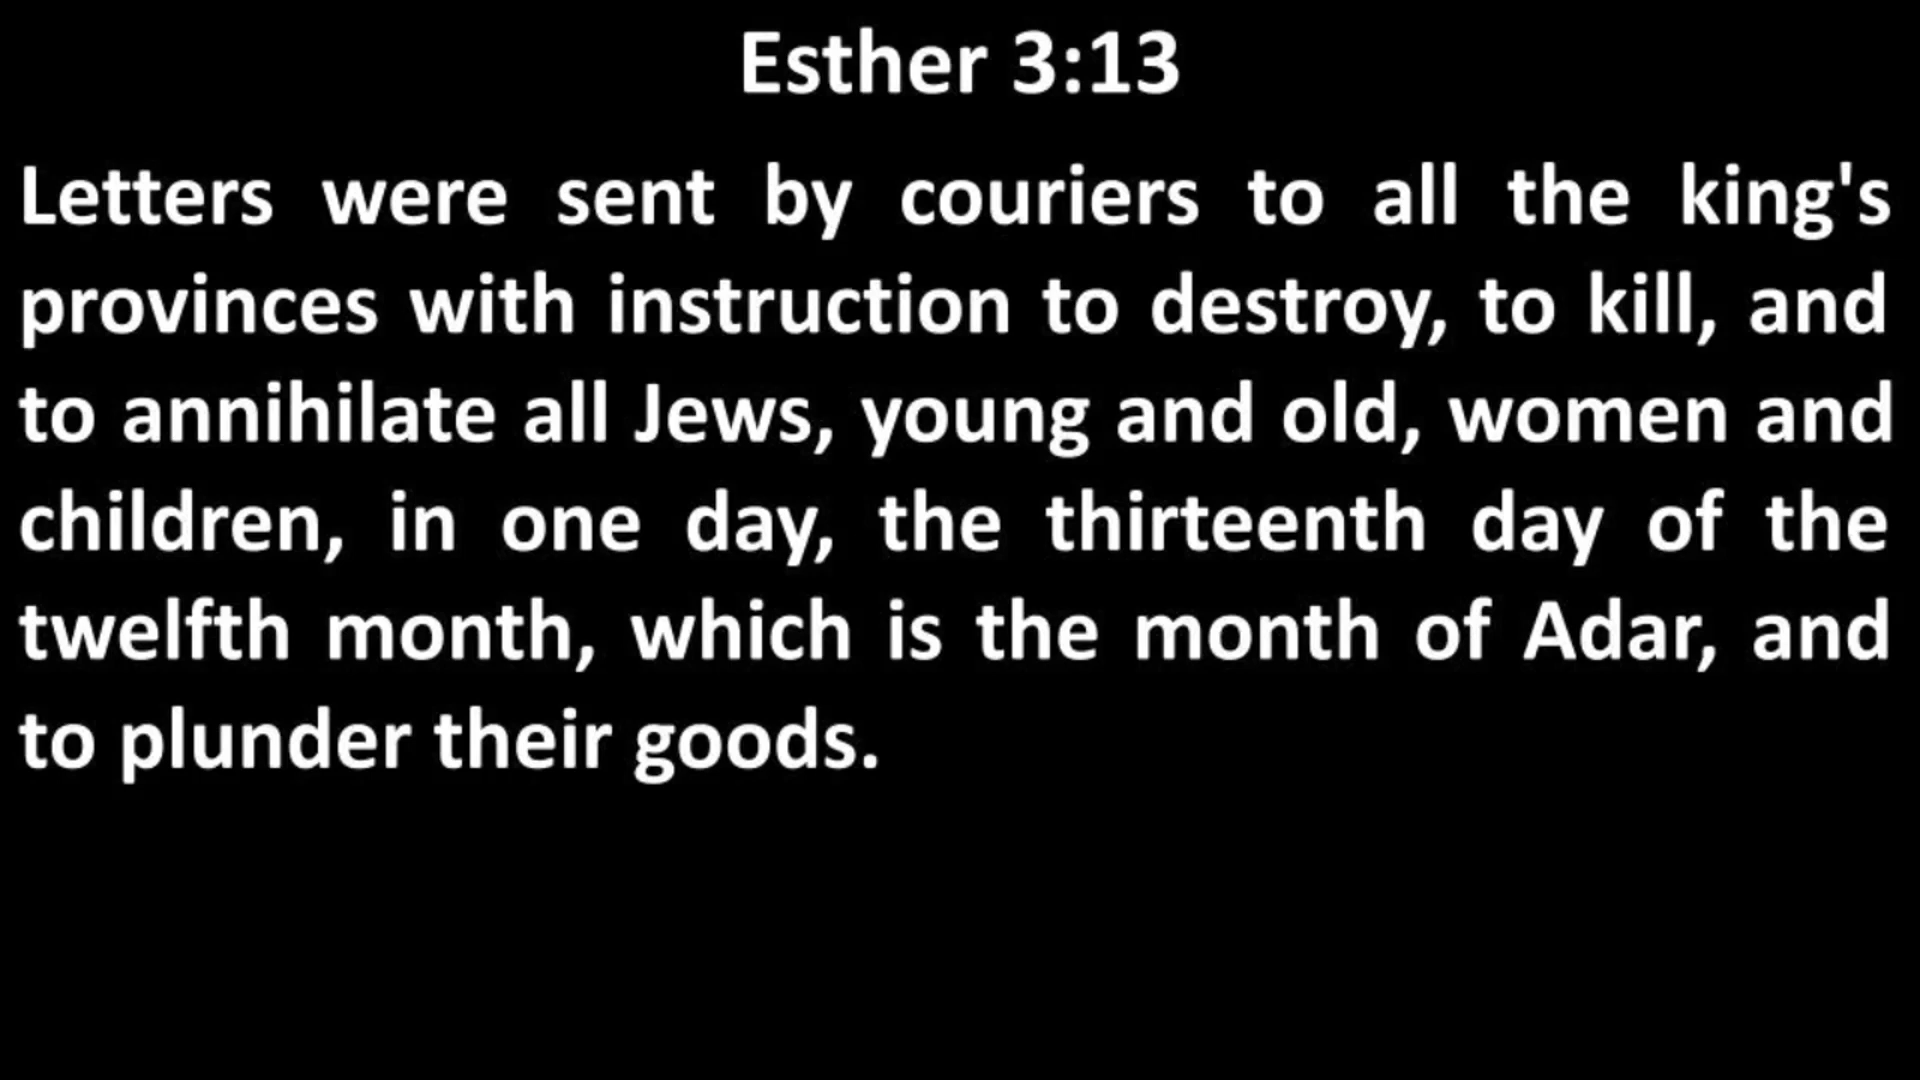 Esther 3:13
Letters were sent by couriers to all the king's
provinces with instruction to destroy, to kill, and
to annihilate all Jews, young and old, women and
children, in one day, the thirteenth day of the
twelfth month, which is the month of Adar, and
to plunder their goods.